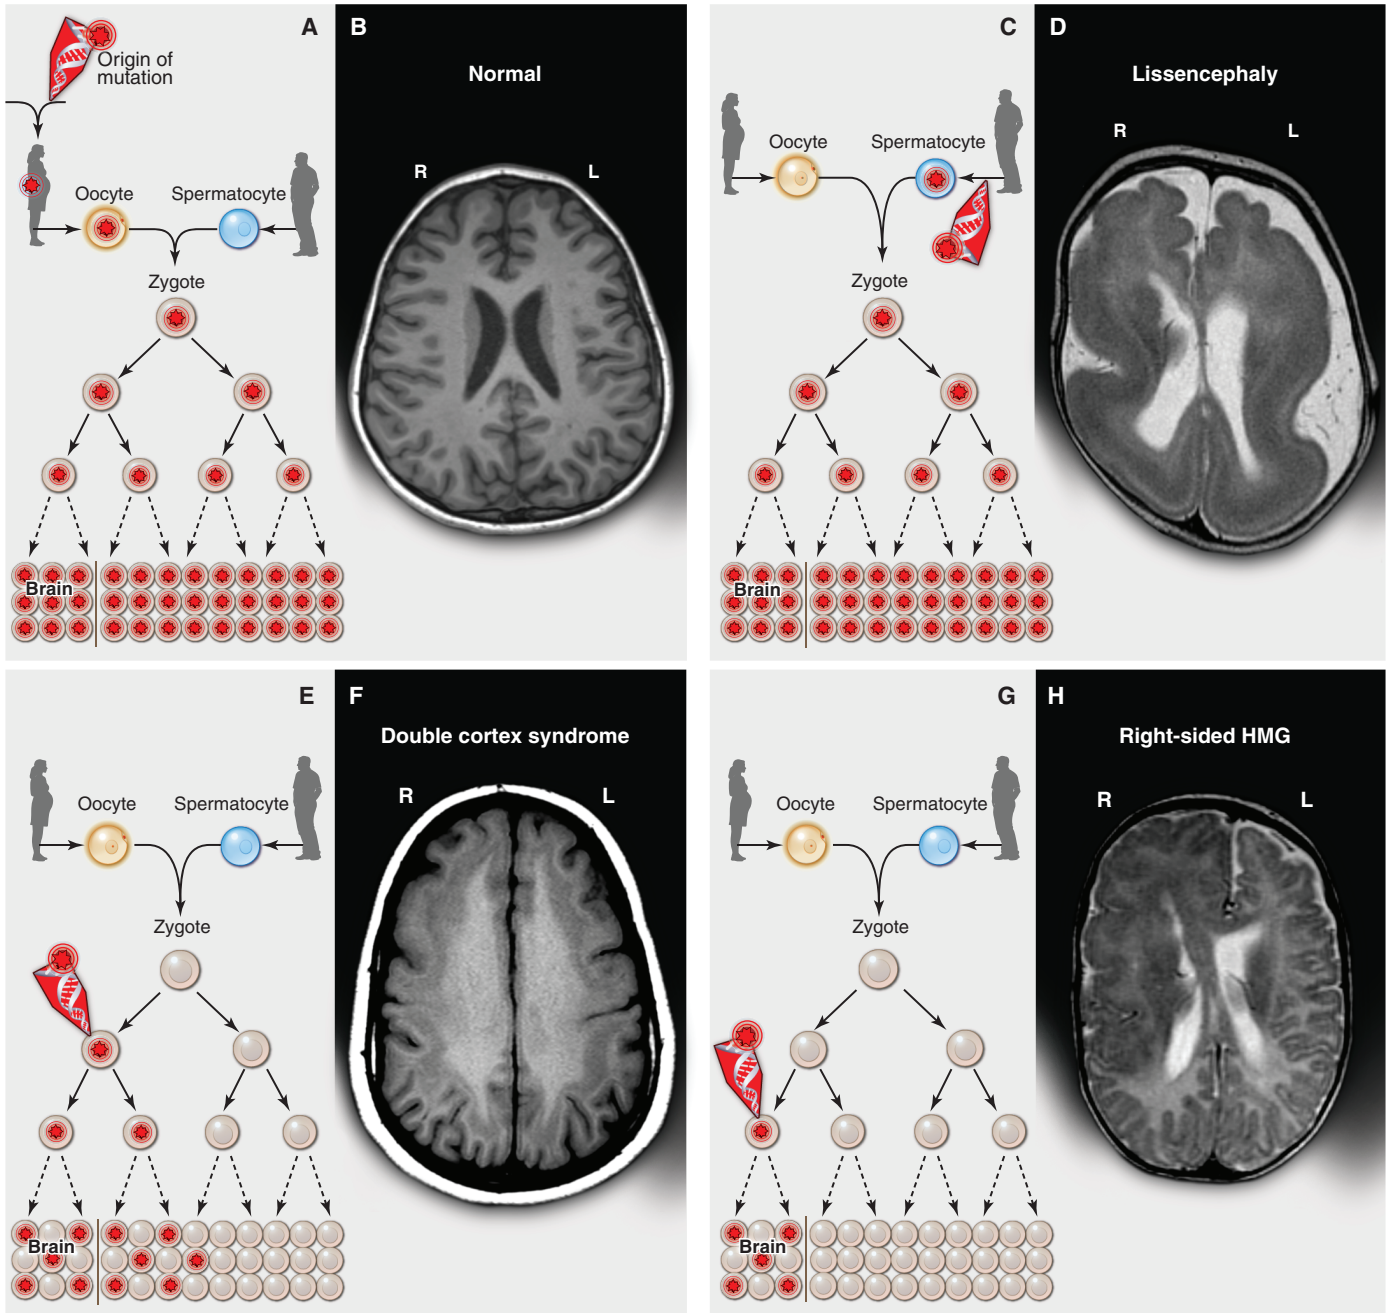 A
Origin of
mutation
Oocyte
Spermatocyte
Zygote
Brain
B
Normal
R
L
C
Oocyte
Spermatocyte
Zygote
Brain
D
Lissencephaly
R
L
E
Oocyte
Spermatocyte
Zygote
Brain
F
Double cortex syndrome
R
L
G
Oocyte
Spermatocyte
Zygote
Brain
H
Right-sided HMG
R
L